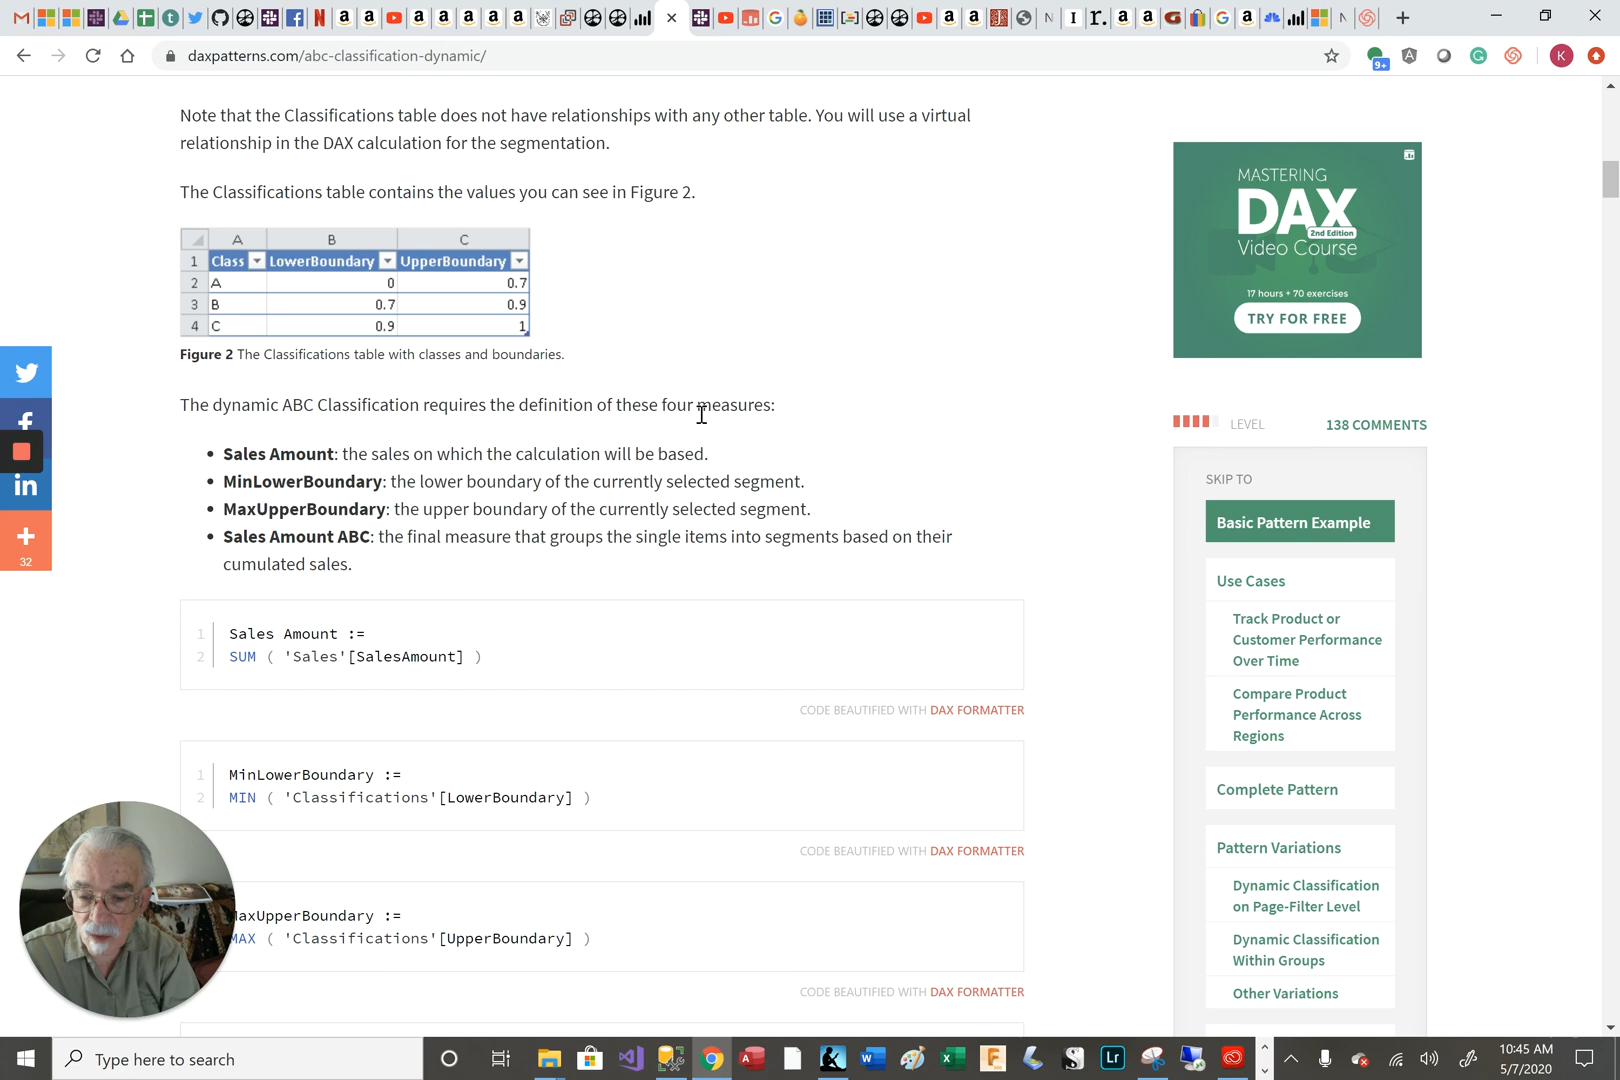 daxpatterns.com/abc-classification-dynamic/
9+
K
Note that the Classifications table does not have relationships with any other table. You will use a virtual
relationship in the DAX calculation for the segmentation.
The Classifications table contains the values you can see in Figure 2.
A B C
1 Class LowerBoundary UpperBoundary
2 A 0 0.7
3 B 0.7 0.9
4 C 0.9 1
Figure 2 The Classifications table with classes and boundaries.
The dynamic ABC Classification requires the definition of these four measures:
• Sales Amount: the sales on which the calculation will be based.
• MinLowerBoundary: the lower boundary of the currently selected segment.
• MaxUpperBoundary: the upper boundary of the currently selected segment.
• Sales Amount ABC: the final measure that groups the single items into segments based on their
cumulated sales.
32
1 Sales Amount :=
2 SUM ( 'Sales'[SalesAmount] )
CODE BEAUTIFIED WITH DAX FORMATTER
1 MinLowerBoundary :=
2 MIN ( 'Classifications'[LowerBoundary] )
CODE BEAUTIFIED WITH DAX FORMATTER
MaxUpperBoundary :=
MAX ( 'Classifications'[UpperBoundary] )
CODE BEAUTIFIED WITH DAX FORMATTER
MASTERING
DAX
2nd Edition
Video Course
17 hours + 70 exercises
TRY FOR FREE
LEVEL
138 COMMENTS
SKIP TO
Basic Pattern Example
Use Cases
Track Product or
Customer Performance
Over Time
Compare Product
Performance Across
Regions
Complete Pattern
Pattern Variations
Dynamic Classification
on Page-Filter Level
Dynamic Classification
Within Groups
Other Variations
Type here to search
10:45 AM
5/7/2020